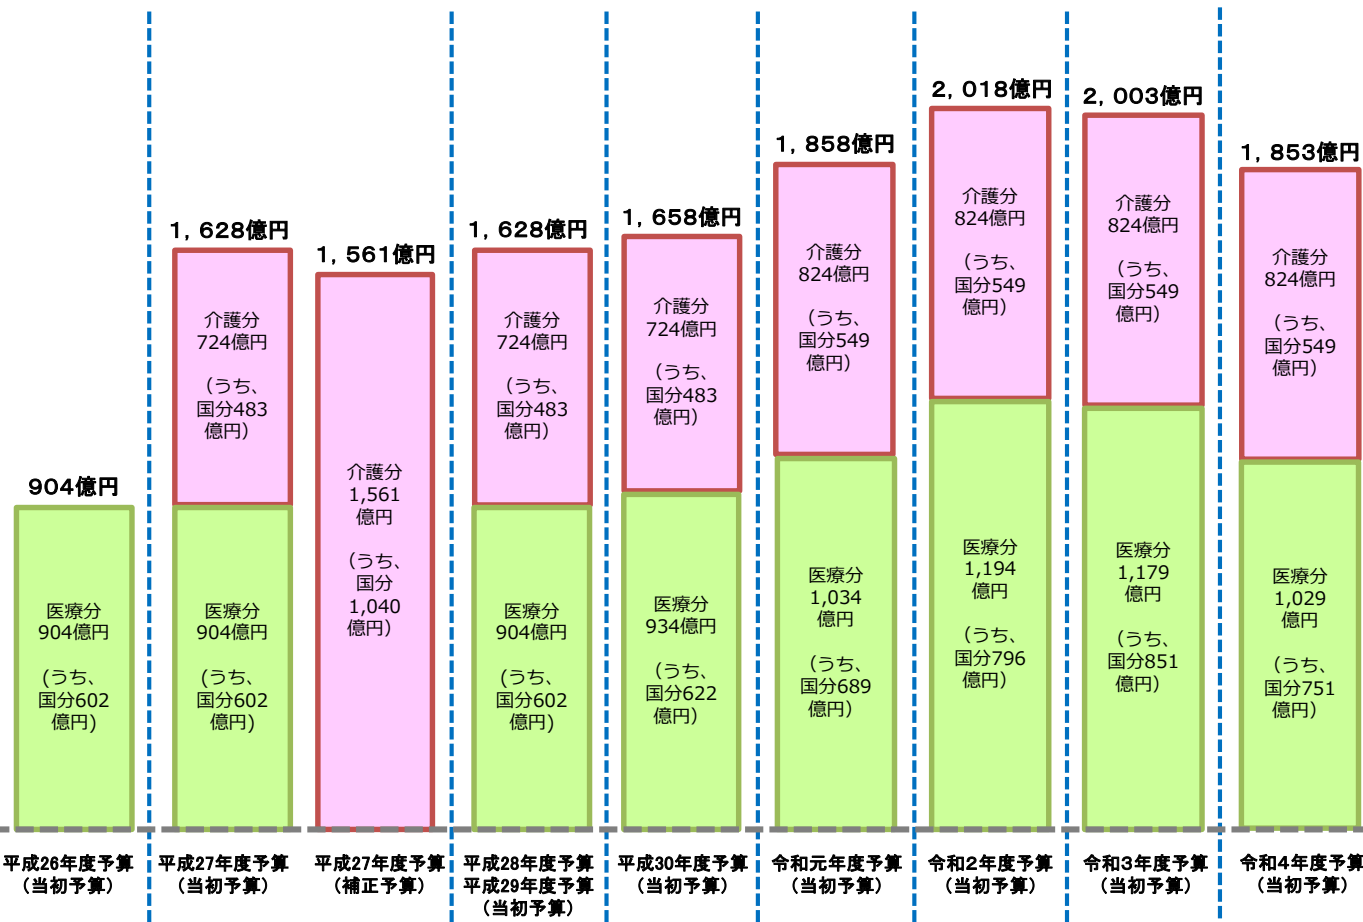 904億円
医療分
904億円
(うち、
国分602
億円)
平成26年度予算
（当初予算）
1，628億円
介護分
724億円
（うち、
国分483
億円）
医療分
904億円
（うち、
国分602
億円)
平成27年度予算
（当初予算）
1，561億円
介護分
1,561
億円
（うち、
国分
1,040
億円）
平成27年度予算
（補正予算）
1，628億円
介護分
724億円
（うち、
国分483
億円）
医療分
904億円
（うち、
国分602
億円)
平成28年度予算
平成29年度予算
（当初予算）
1，658億円
介護分
724億円
（うち、
国分483
億円）
医療分
934億円
（うち、
国分622
億円）
平成30年度予算
（当初予算）
1，858億円
介護分
824億円
（うち、
国分549
億円）
医療分
1,034
億円
（うち、
国分689
億円）
令和元年度予算
（当初予算）
2，018億円
介護分
824億円
（うち、
国分549
億円）
医療分
1,194
億円
（うち、
国分796
億円）
令和２年度予算
（当初予算）
2，003億円
介護分
824億円
（うち、
国分549
億円）
医療分
1,179
億円
（うち、
国分851
億円）
令和３年度予算
（当初予算）
1，853億円
介護分
824億円
（うち、
国分549
億円）
医療分
1,029
億円
（うち、
国分751
億円）
令和４年度予算
（当初予算）